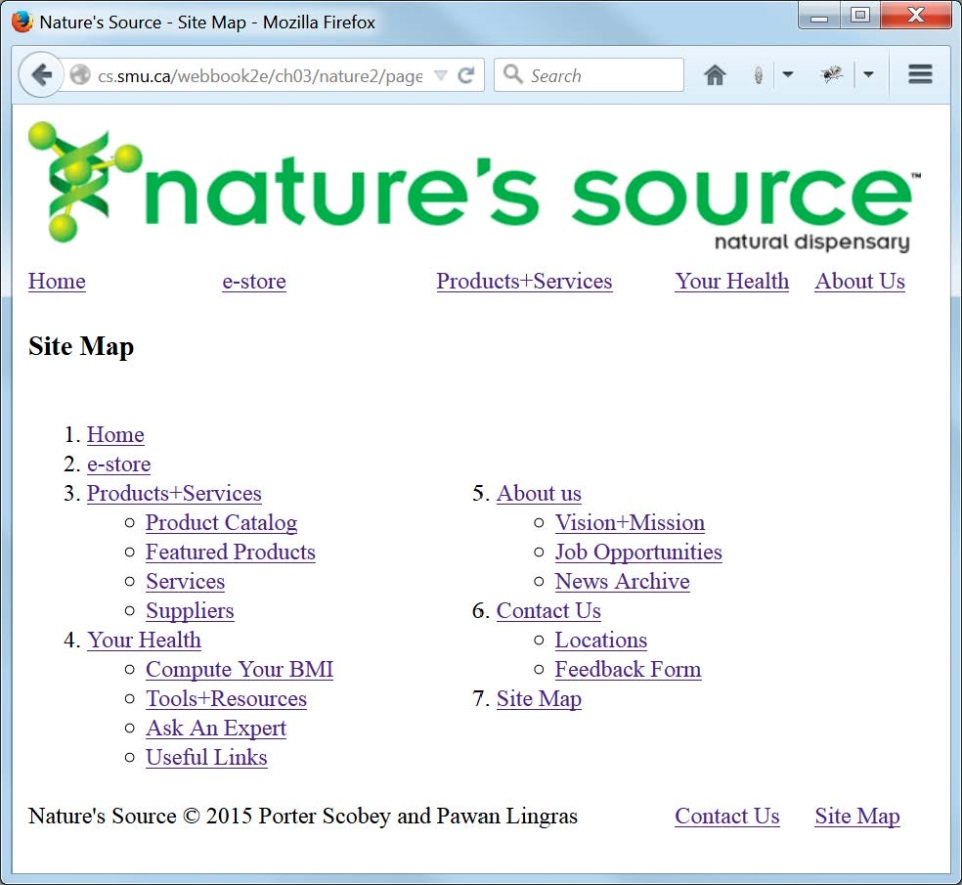 Nature's Source - Site Map - Mozilla Firefox
cs.smu.ca/webbook2e/ch03/nature2/page
Search
nature's source™
natural dispensary
Home e-store Products+Services Your Health About Us
Site Map
1. Home
2. e-store
3. Products+Services
Product Catalog
Featured Products
Services
Suppliers
4. Your Health
Compute Your BMI
Tools+Resources
Ask An Expert
Useful Links
5. About us
Vision+Mission
Job Opportunities
News Archive
6. Contact Us
Locations
Feedback Form
7. Site Map
Nature's Source © 2015 Porter Scobey and Pawan Lingras Contact Us Site Map